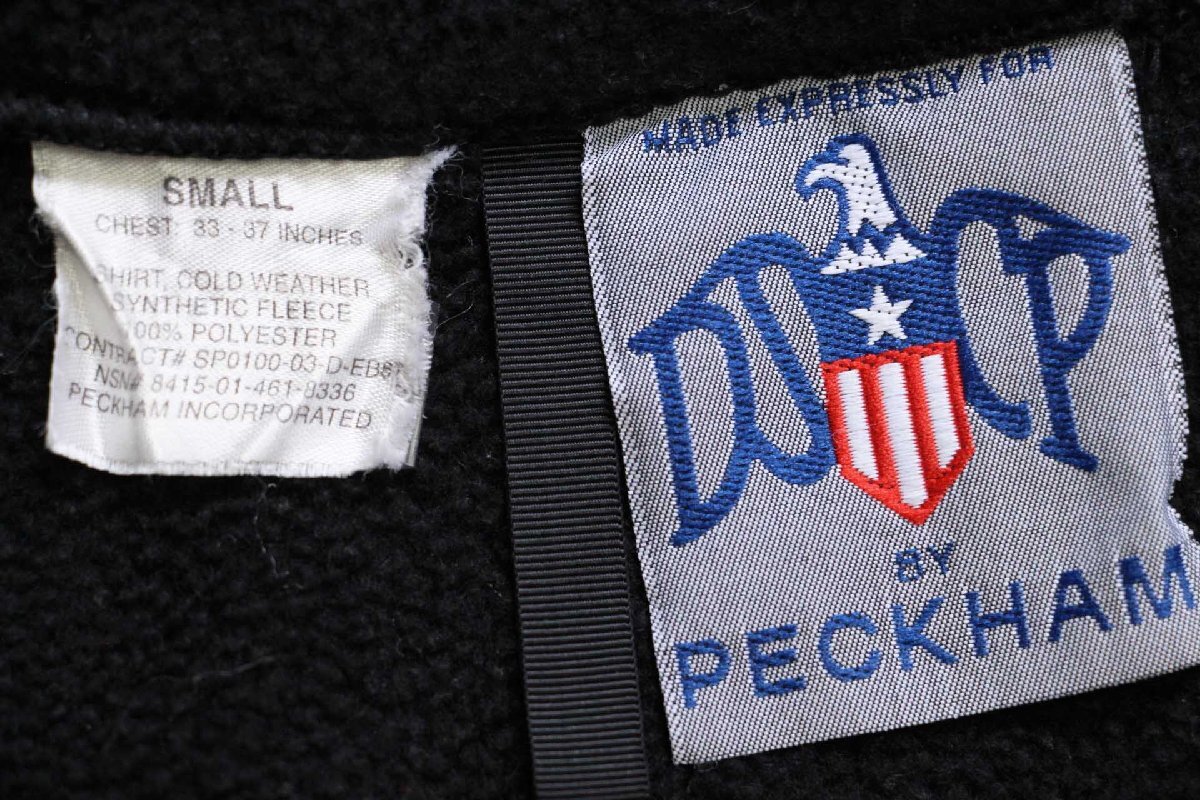 SMALL
CHEST 33 - 37 INCHES
SHIRT, COLD WEATHER
SYNTHETIC FLEECE
100% POLYESTER
CONTRACT# SP0100-03-D-EB67
NSN# 8415-01-461-8336
PECKHAM INCORPORATED
MADE EXPRESSLY FOR
DSCP
BY
PECKHAM